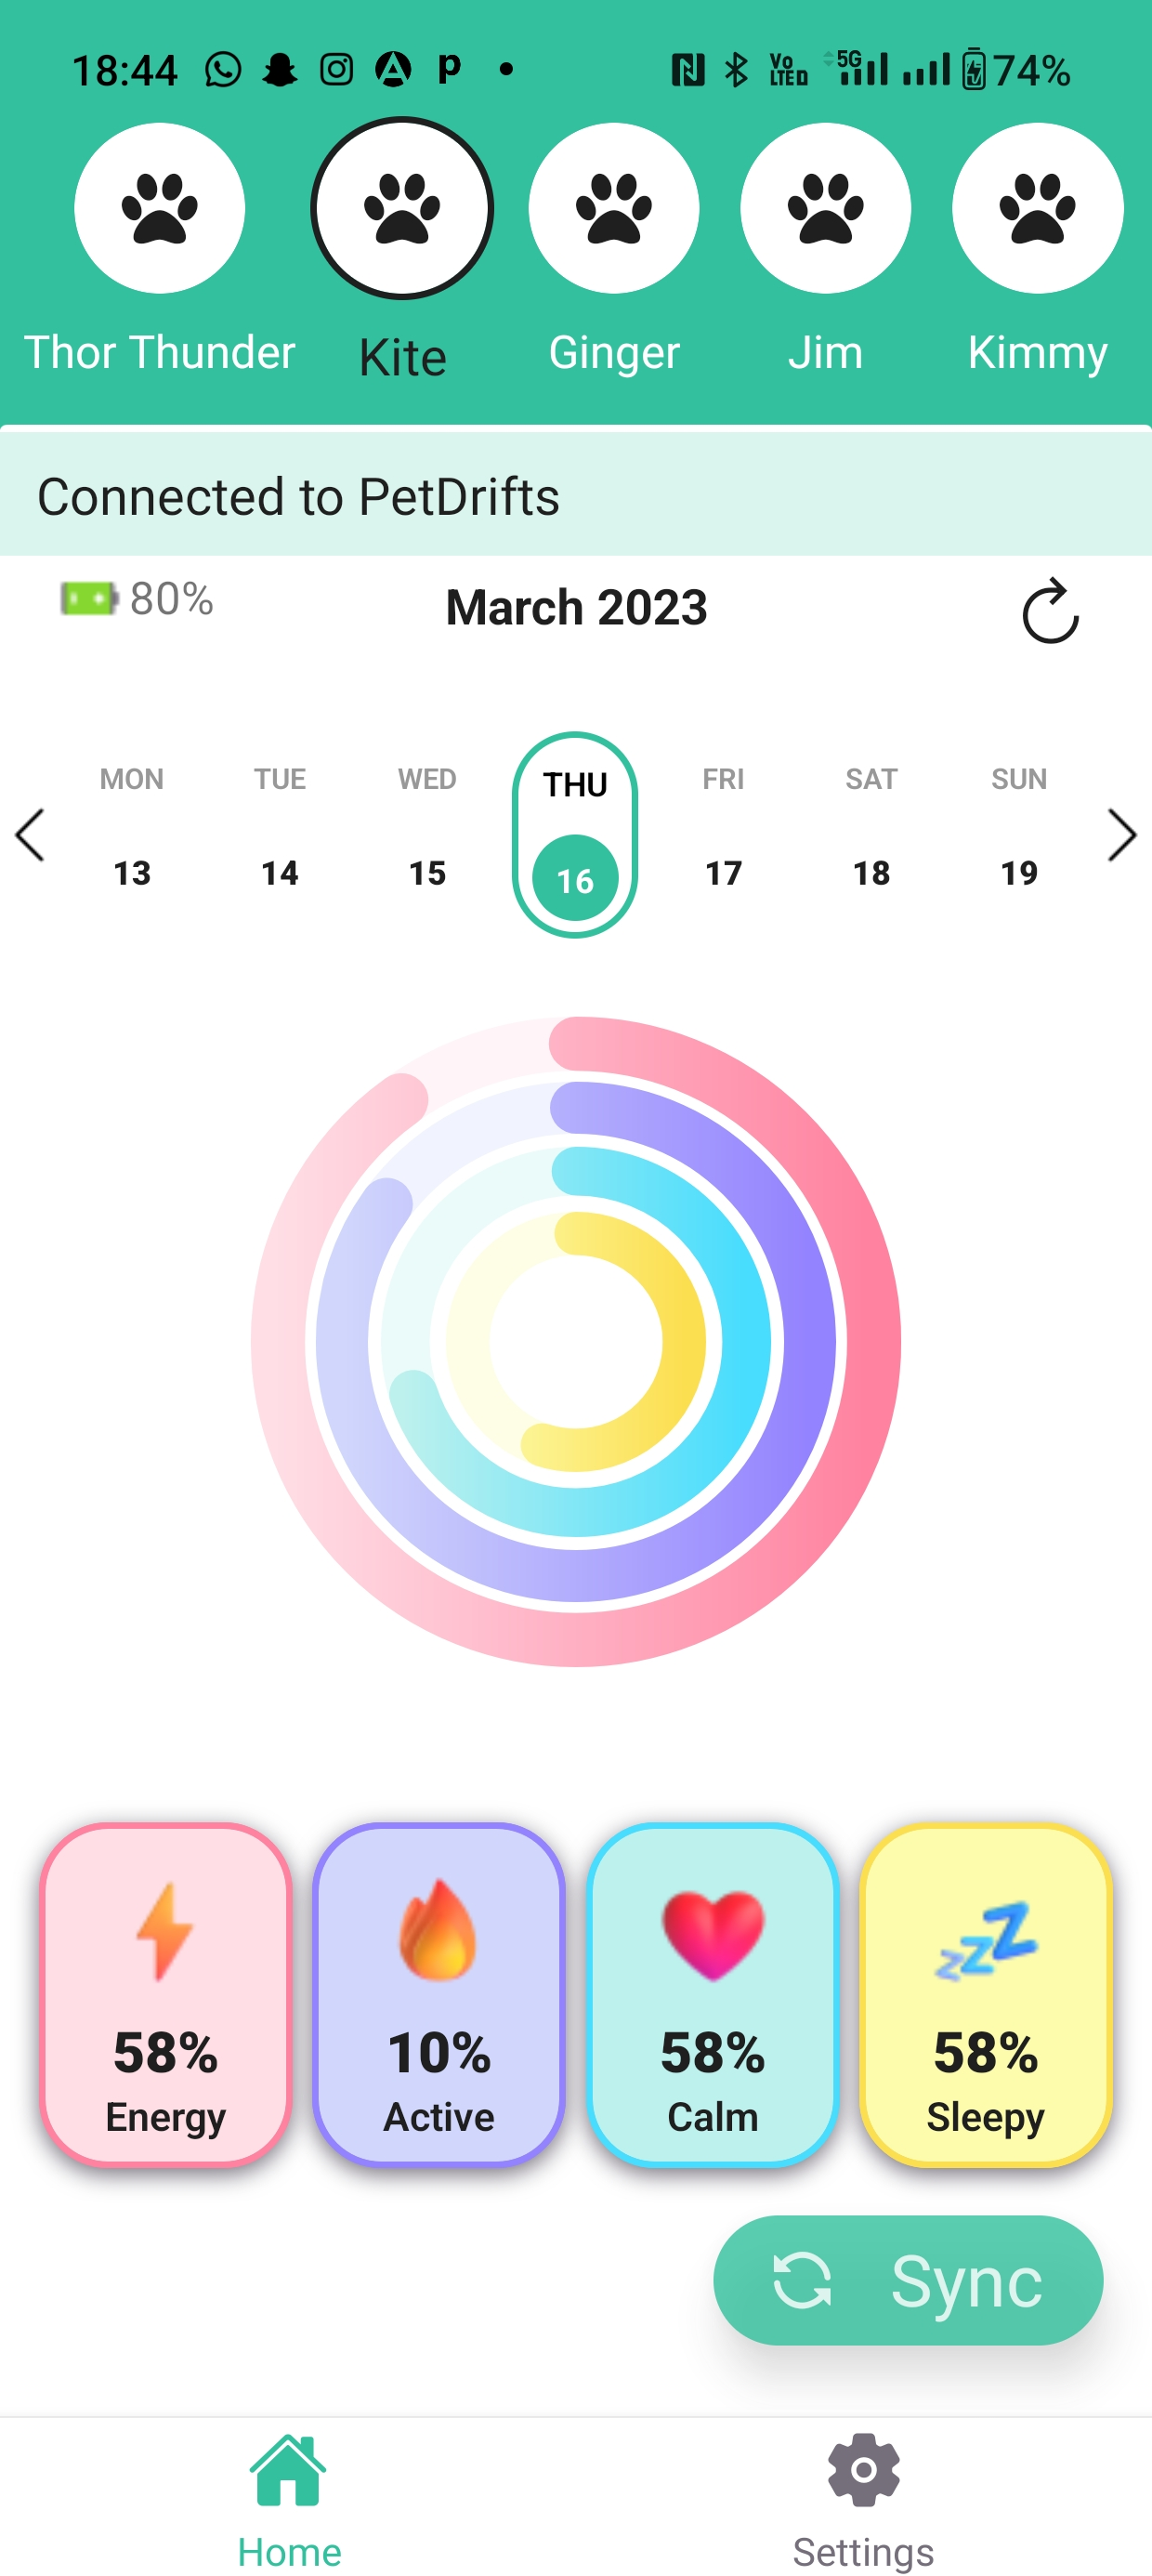 18:44 p VoLTED 5G 74%
Thor Thunder Kite Ginger Jim Kimmy
Connected to PetDrifts
80% March 2023
MON TUE WED THU FRI SAT SUN
13 14 15 16 17 18 19
58% 10% 58% 58%
Energy Active Calm Sleepy
Sync
Home Settings